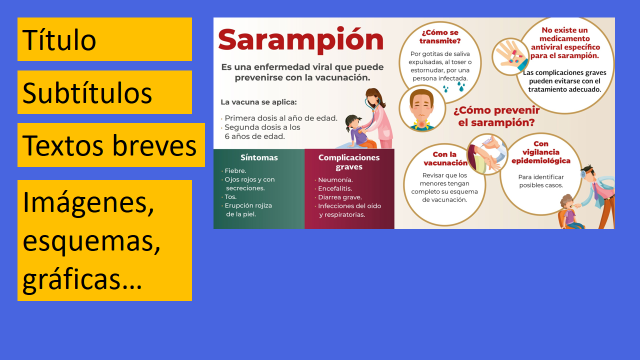 Título
Subtítulos
Textos breves
Imágenes,
esquemas,
gráficas...
Sarampión
Es una enfermedad viral que puede
prevenirse con la vacunación.
La vacuna se aplica:
· Primera dosis al año de edad.
· Segunda dosis a los
6 años de edad.
Síntomas
· Fiebre.
· Ojos rojos y con
secreciones.
· Tos.
· Erupción rojiza
de la piel.
Complicaciones
graves
· Neumonía.
· Encefalitis.
· Diarrea grave.
· Infecciones del oído
y respiratorias.
¿Cómo se
transmite?
Por gotitas de saliva
expulsadas, al toser o
estornudar, por una
persona infectada.
No existe un
medicamento
antiviral específico
para el sarampión.
Las complicaciones graves
pueden evitarse con el
tratamiento adecuado.
¿Cómo prevenir
el sarampión?
Con la
vacunación
Revisar que los
menores tengan
completo su esquema
de vacunación.
Con
vigilancia
epidemiológica
Para identificar
posibles casos.